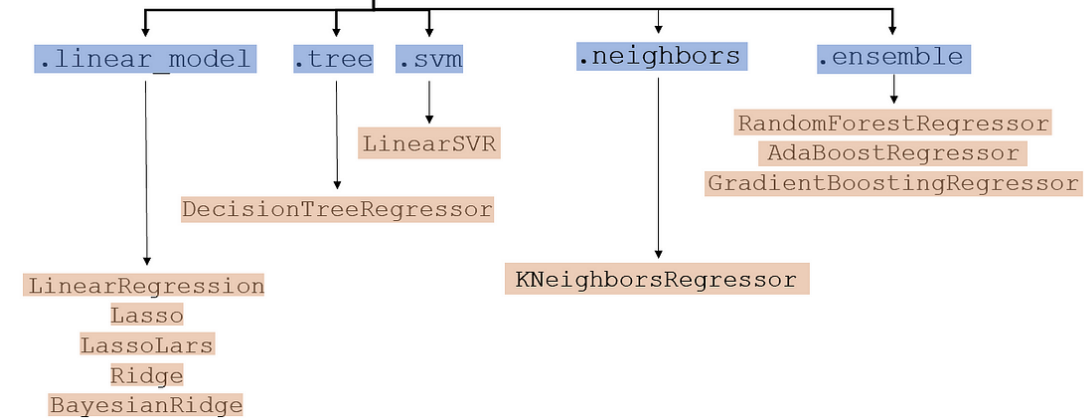 .linear_model
.tree
.svm
.neighbors
.ensemble
LinearSVR
DecisionTreeRegressor
RandomForestRegressor
AdaBoostRegressor
GradientBoostingRegressor
KNeighborsRegressor
LinearRegression
Lasso
LassoLars
Ridge
BayesianRidge